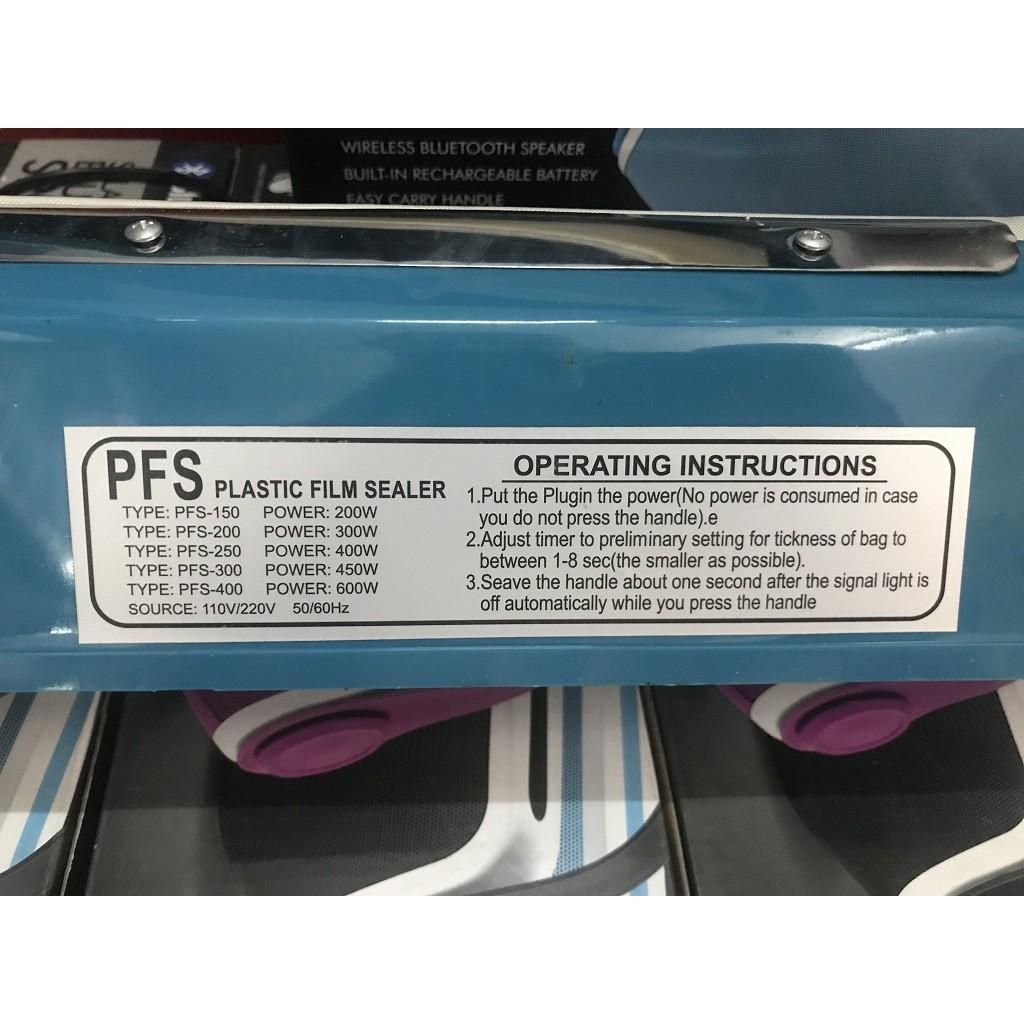 WIRELESS BLUETOOTH SPEAKER
BUILT-IN RECHARGEABLE BATTERY
EASY CARRY HANDLE
PFS PLASTIC FILM SEALER
TYPE: PFS-150 POWER: 200W
TYPE: PFS-200 POWER: 300W
TYPE: PFS-250 POWER: 400W
TYPE: PFS-300 POWER: 450W
TYPE: PFS-400 POWER: 600W
SOURCE: 110V/220V 50/60Hz
OPERATING INSTRUCTIONS
1.Put the Plugin the power(No power is consumed in case
you do not press the handle).e
2.Adjust timer to preliminary setting for tickness of bag to
between 1-8 sec(the smaller as possible).
3.Seave the handle about one second after the signal light is
off automatically while you press the handle